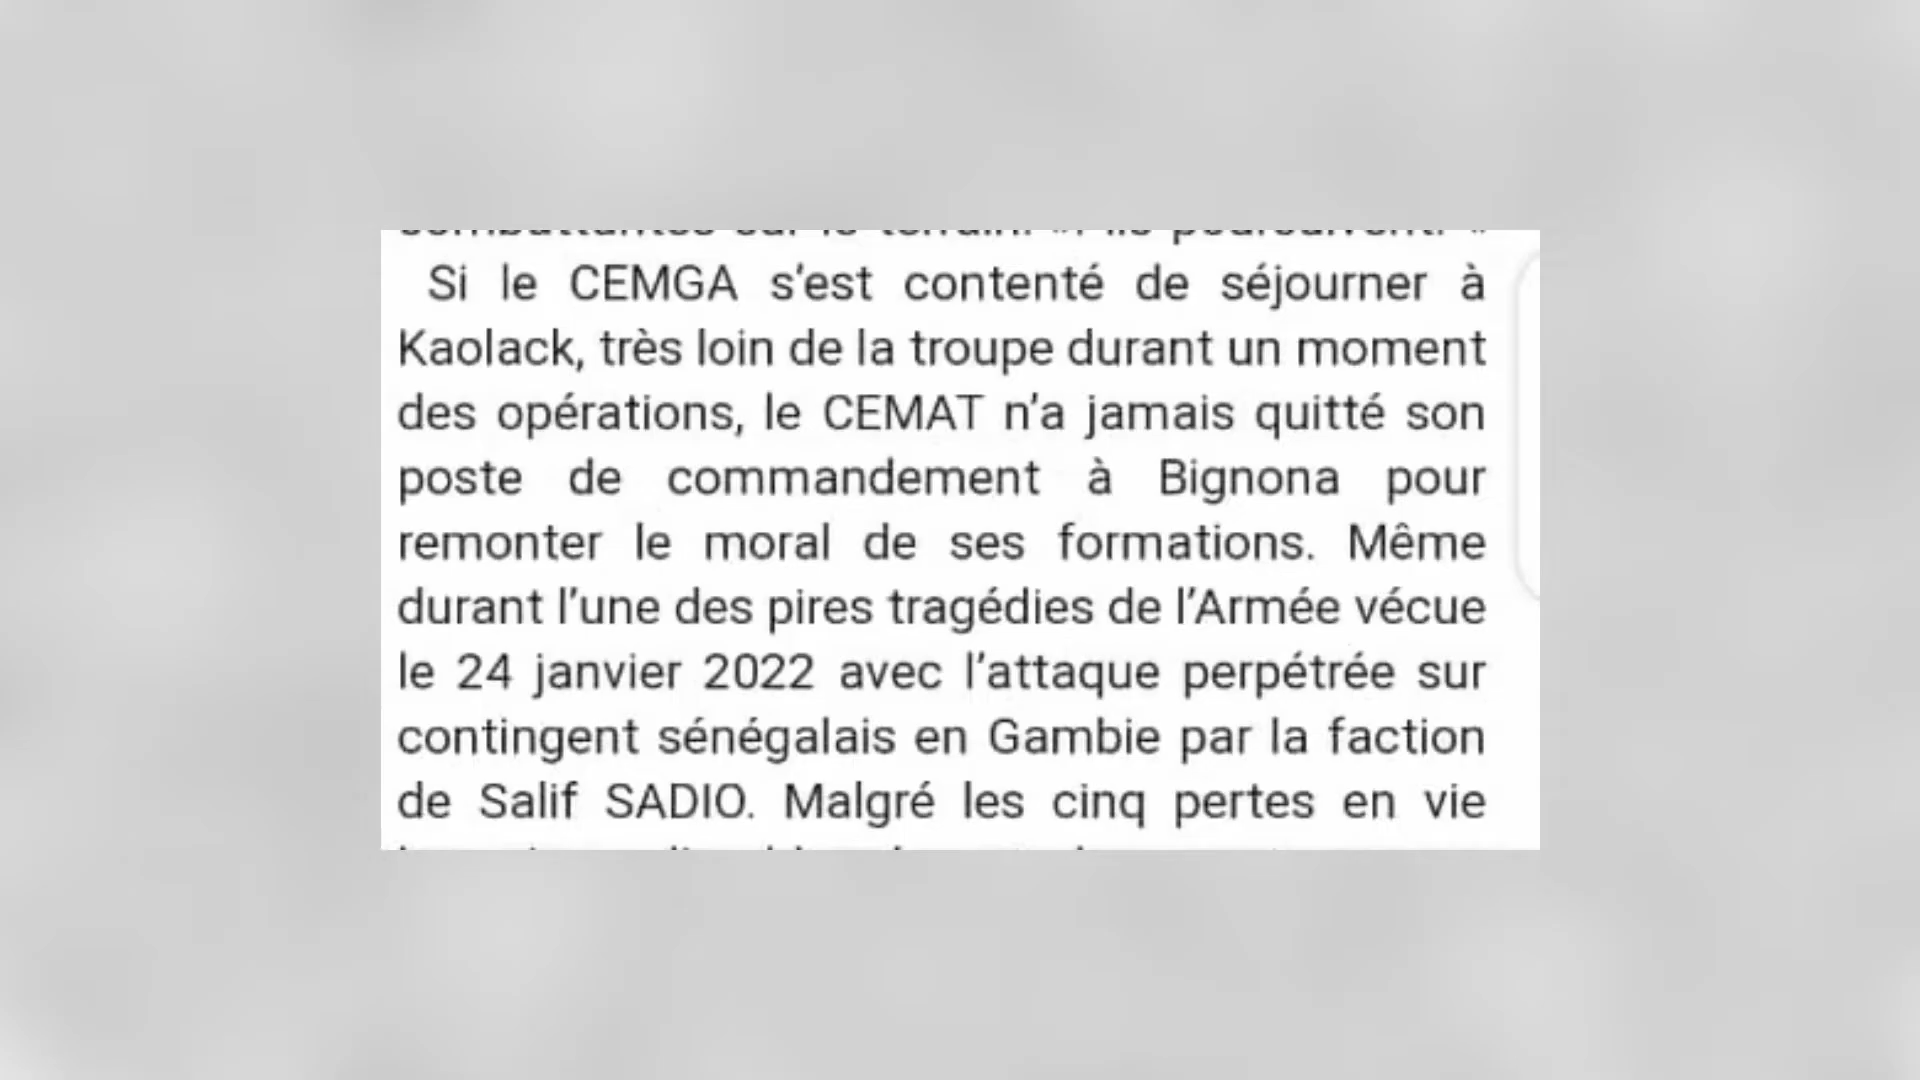 Si le CEMGA s'est contenté de séjourner à
Kaolack, très loin de la troupe durant un moment
des opérations, le CEMAT n'a jamais quitté son
poste de commandement à Bignona pour
remonter le moral de ses formations. Même
durant l'une des pires tragédies de l'Armée vécue
le 24 janvier 2022 avec l'attaque perpétrée sur
contingent sénégalais en Gambie par la faction
de Salif SADIO. Malgré les cinq pertes en vie